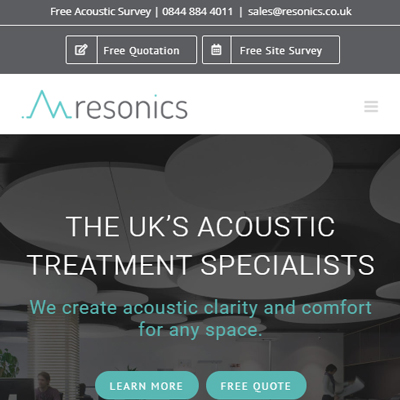 Free Acoustic Survey | 0844 884 4011 | sales@resonics.co.uk
Free Quotation
Free Site Survey
resonics
THE UK'S ACOUSTIC
TREATMENT SPECIALISTS
We create acoustic clarity and comfort
for any space.
LEARN MORE
FREE QUOTE